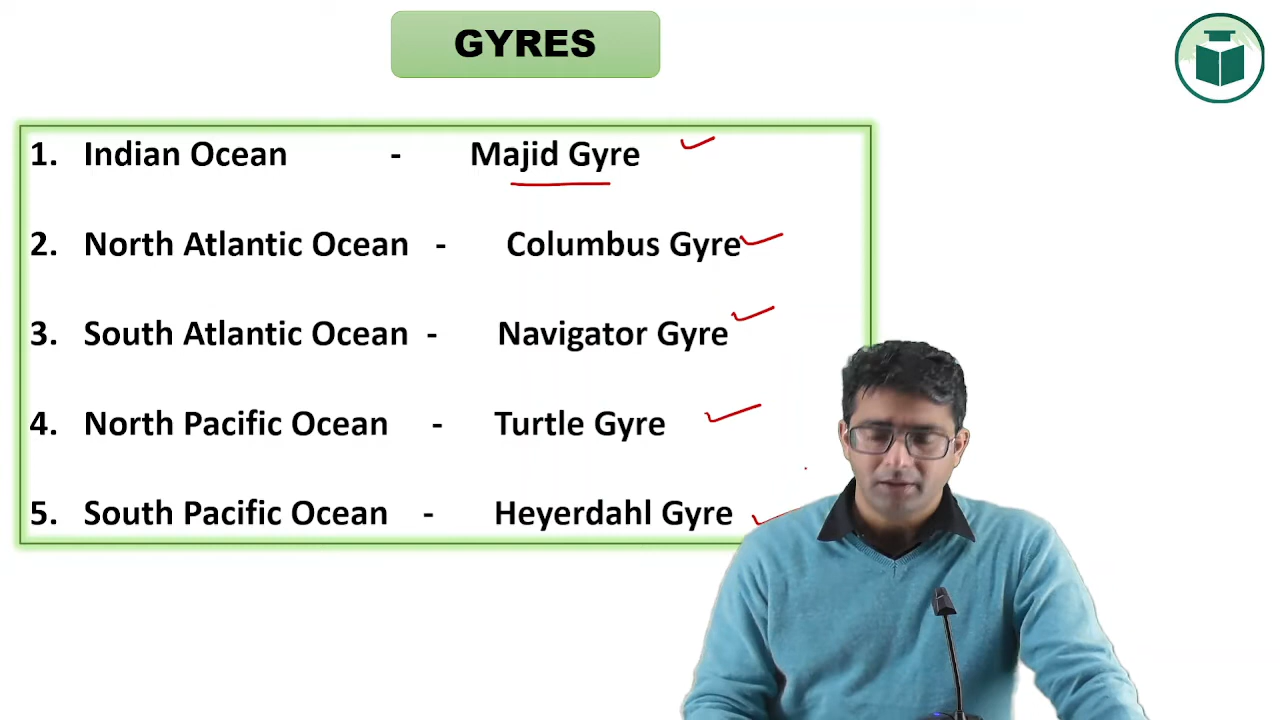 GYRES
1. Indian Ocean - Majid Gyre
2. North Atlantic Ocean - Columbus Gyre
3. South Atlantic Ocean - Navigator Gyre
4. North Pacific Ocean - Turtle Gyre
5. South Pacific Ocean - Heyerdahl Gyre